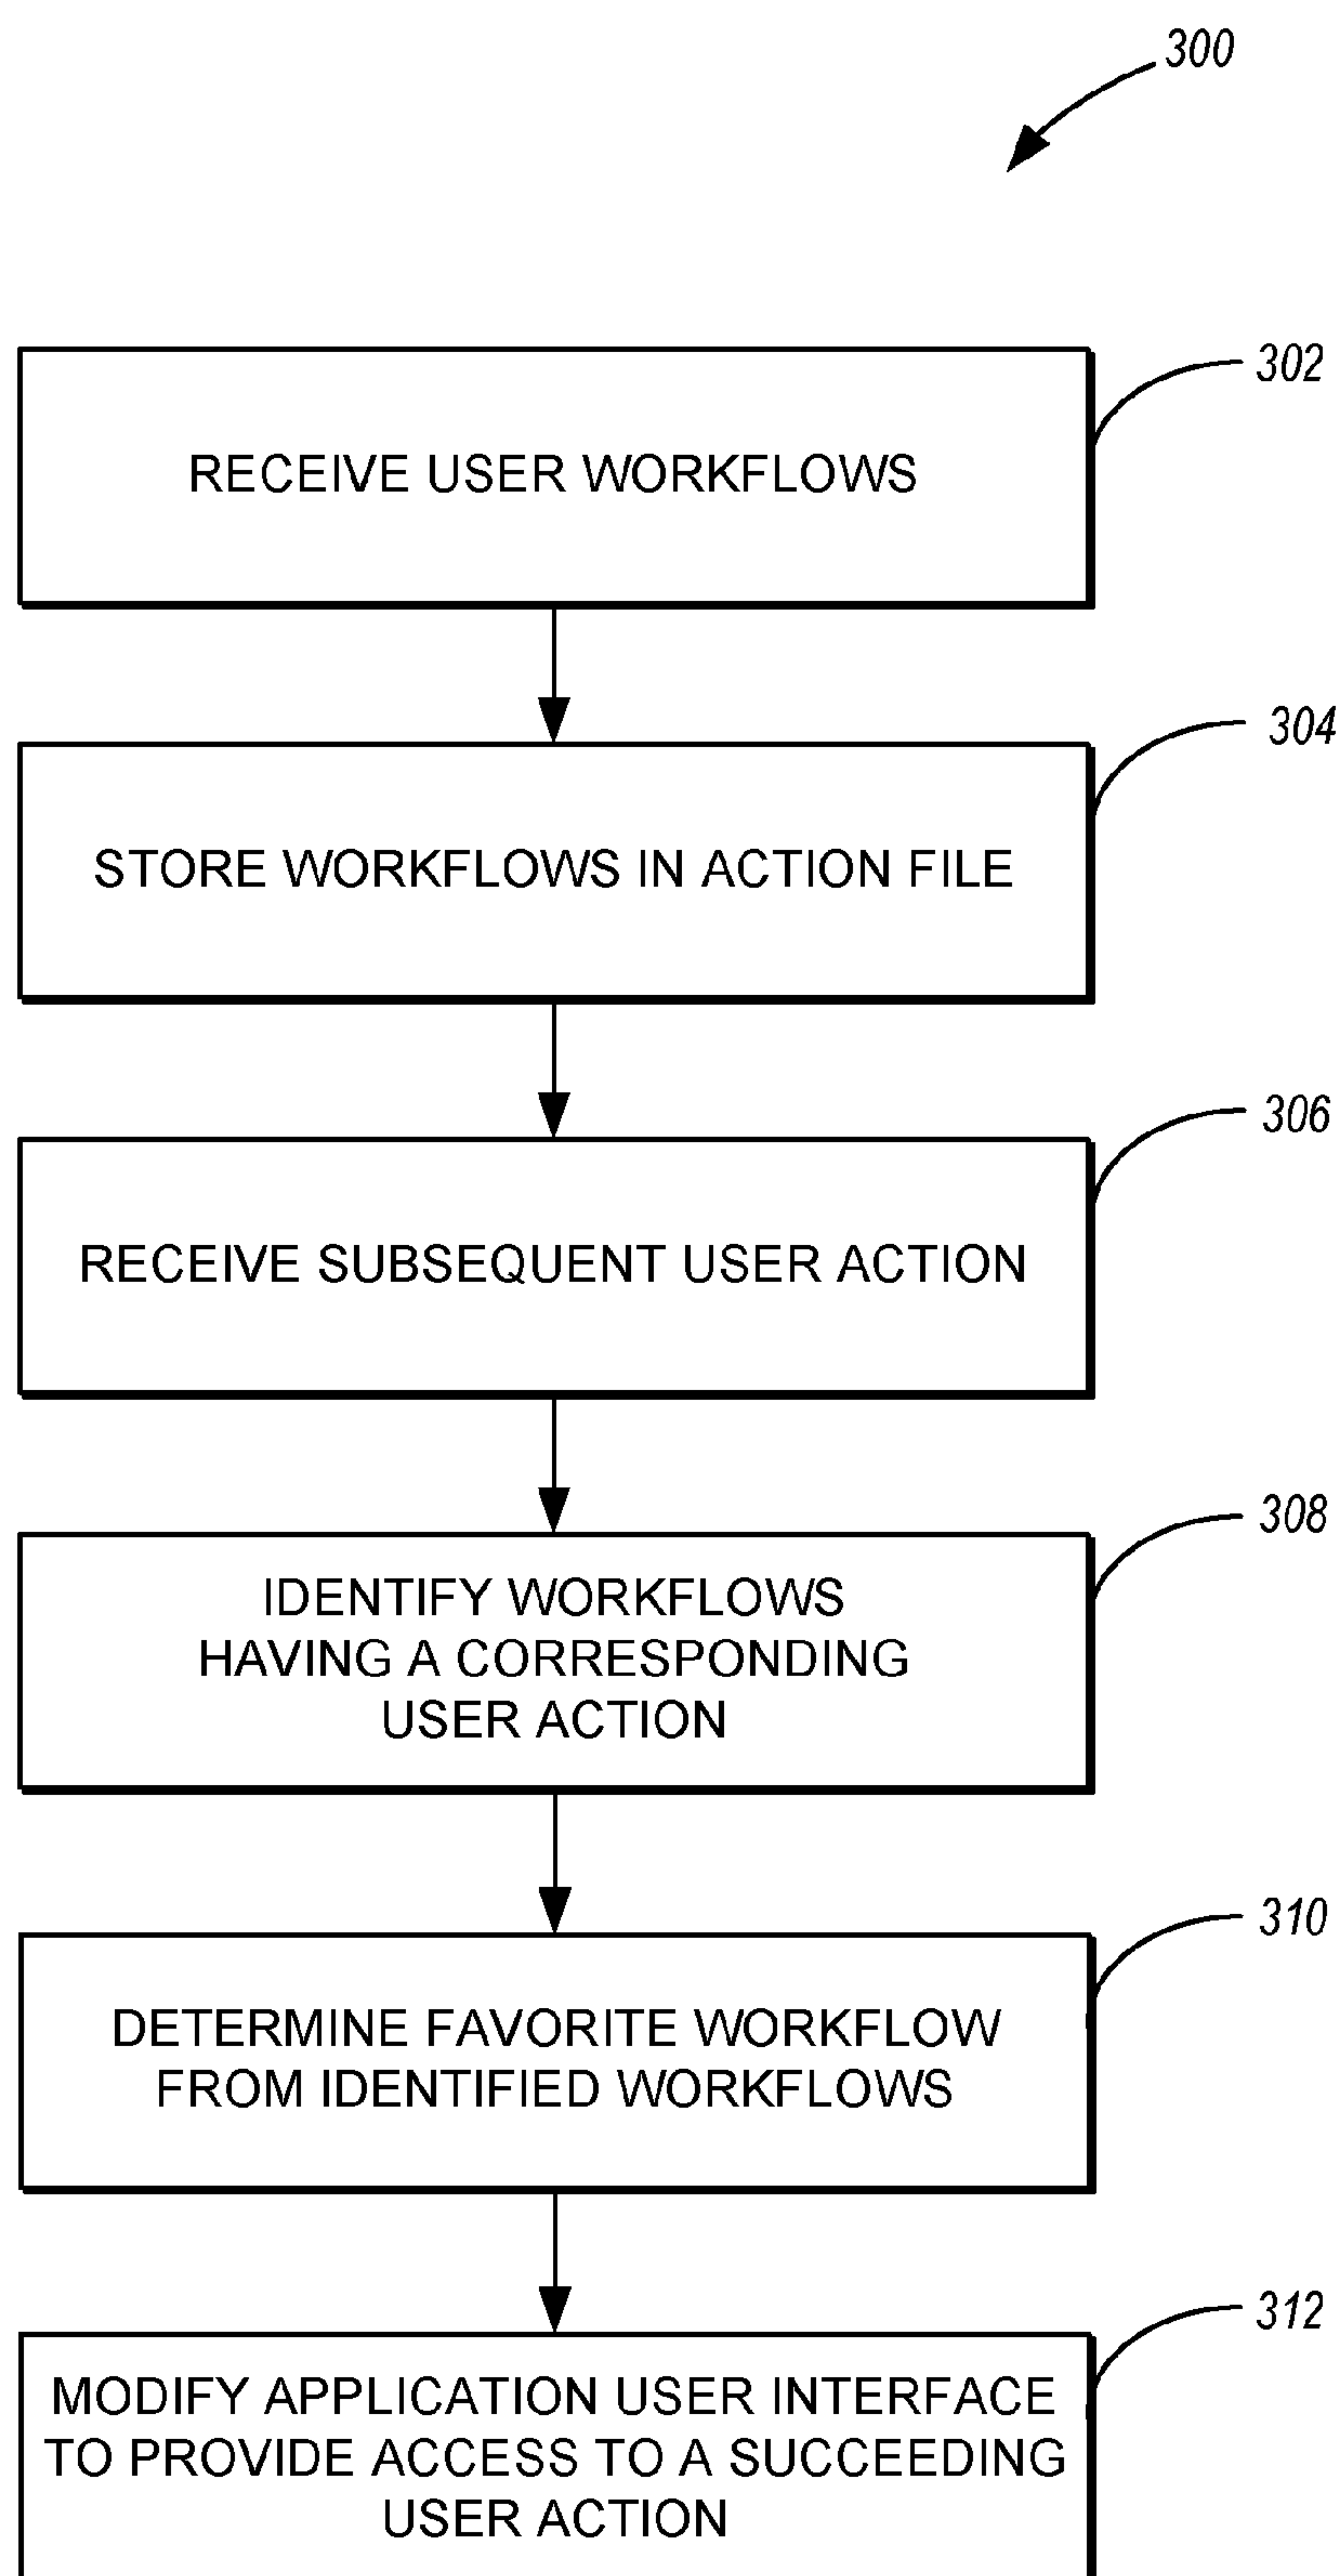 300
302
RECEIVE USER WORKFLOWS
304
STORE WORKFLOWS IN ACTION FILE
306
RECEIVE SUBSEQUENT USER ACTION
308
IDENTIFY WORKFLOWS
HAVING A CORRESPONDING
USER ACTION
310
DETERMINE FAVORITE WORKFLOW
FROM IDENTIFIED WORKFLOWS
312
MODIFY APPLICATION USER INTERFACE
TO PROVIDE ACCESS TO A SUCCEEDING
USER ACTION